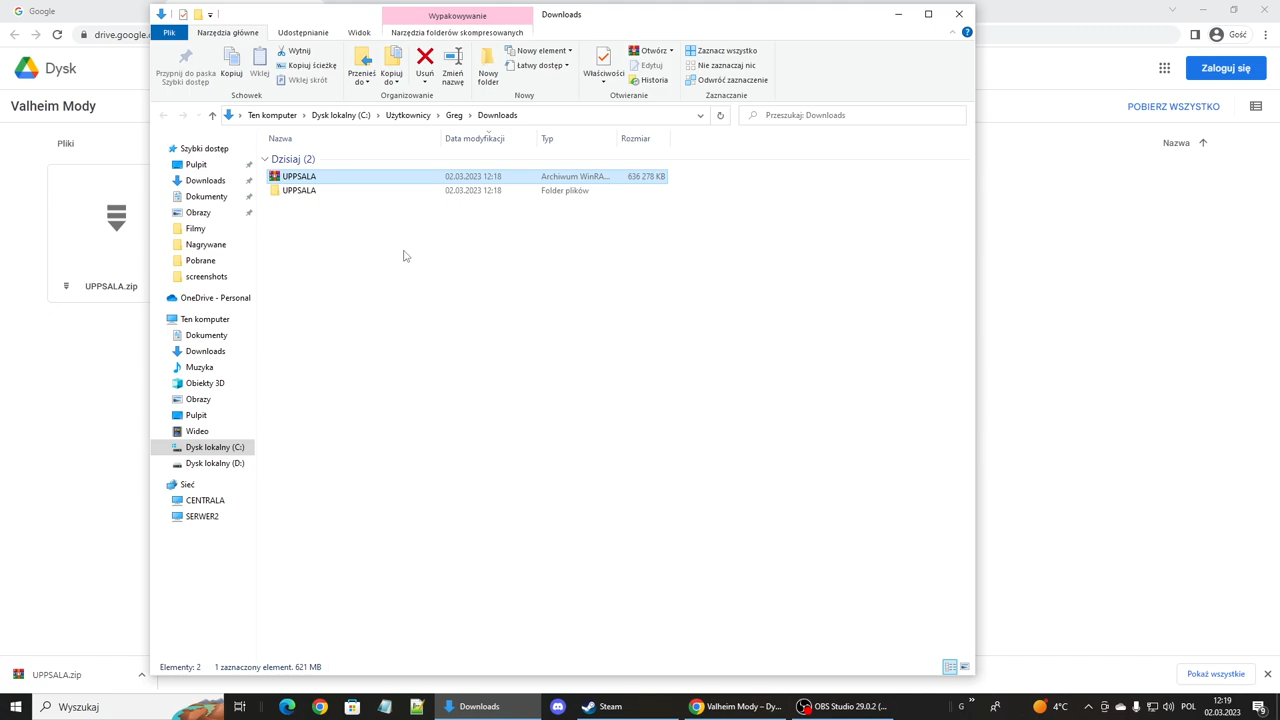 Google
drive.google.c
Gość
Dysk
Zaloguj się
Valheim Mody
POBIERZ WSZYSTKO
Pliki
Nazwa
UPPSALA.zip
Wypakowywanie
Downloads
Plik
Narzędzia główne
Udostępnianie
Widok
Narzędzia folderów skompresowanych
Przypnij do paska
Szybki dostęp
Kopiuj
Wklej
Wytnij
Kopiuj ścieżkę
Wklej skrót
Schowek
Przenieś
do
Kopiuj
do
Usuń
Zmień
nazwę
Organizowanie
Nowy
folder
Nowy element
Łatwy dostęp
Nowy
Właściwości
Otwórz
Edytuj
Historia
Otwieranie
Zaznacz wszystko
Nie zaznaczaj nic
Odwróć zaznaczenie
Zaznaczanie
Ten komputer
Dysk lokalny (C:)
Użytkownicy
Greg
Downloads
Przeszukaj: Downloads
Nazwa
Data modyfikacji
Typ
Rozmiar
Dzisiaj (2)
UPPSALA 02.03.2023 12:18 Archiwum WinRA... 636 278 KB
UPPSALA 02.03.2023 12:18 Folder plików
Szybki dostęp
Pulpit
Downloads
Dokumenty
Obrazy
Filmy
Nagrywane
Pobrane
screenshots
OneDrive - Personal
Ten komputer
Dokumenty
Downloads
Muzyka
Obiekty 3D
Obrazy
Pulpit
Wideo
Dysk lokalny (C:)
Dysk lokalny (D:)
Sieć
CENTRALA
SERWER2
Elementy: 2
1 zaznaczony element. 621 MB
UPPSALA.zip
Pokaż wszystkie
Wyszukaj
Downloads
Steam
Valheim Mody – Dy...
OBS Studio 29.0.2 (...
G
4°C
POL
12:19
02.03.2023